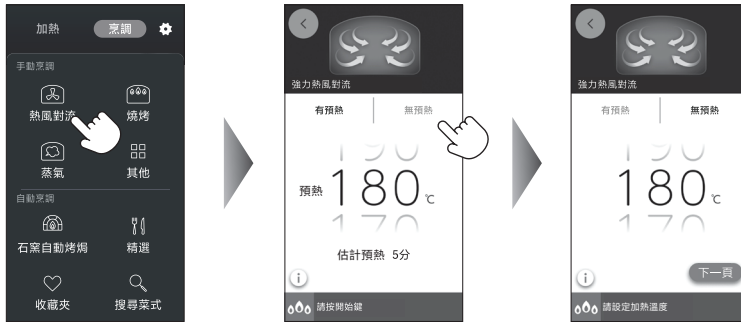 加熱 烹調
手動烹調
熱風對流 燒烤
蒸氣 其他
自動烹調
石窯自動烤焗 精選
收藏夾 搜尋菜式
強力熱風對流
有預熱 無預熱
190
預熱 180℃
170
估計預熱 5分
i
請按開始鍵
強力熱風對流
有預熱 無預熱
190
180℃
170
下一頁
i
請設定加熱溫度